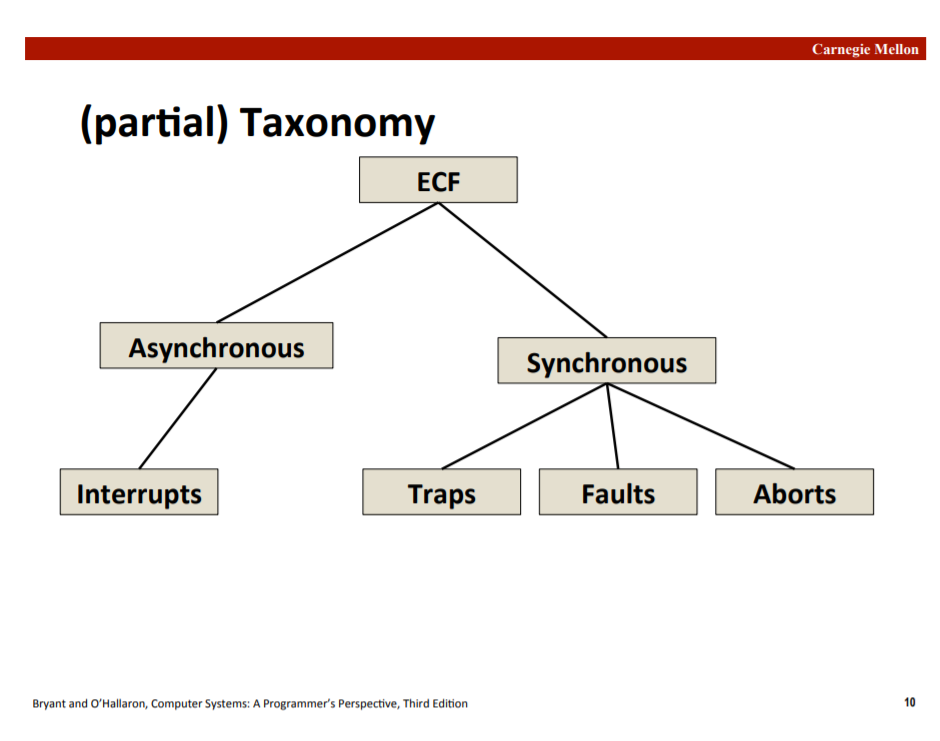 Carnegie Mellon
(partial) Taxonomy
ECF
Asynchronous
Synchronous
Interrupts
Traps
Faults
Aborts
Bryant and O’Hallaron, Computer Systems: A Programmer’s Perspective, Third Edition
10